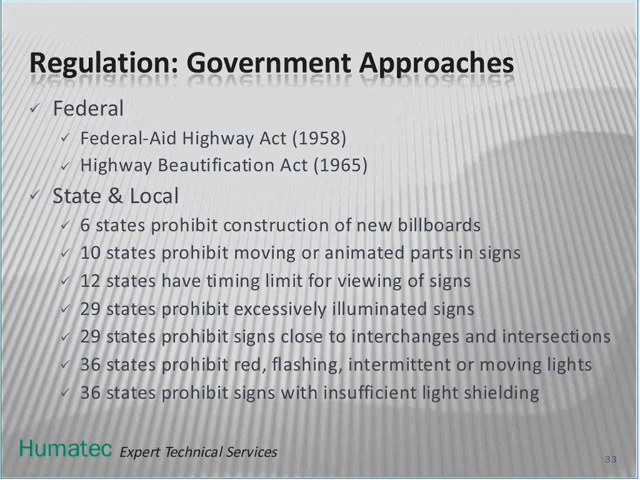 Regulation: Government Approaches
✓ Federal
✓ Federal-Aid Highway Act (1958)
✓ Highway Beautification Act (1965)
✓ State & Local
✓ 6 states prohibit construction of new billboards
✓ 10 states prohibit moving or animated parts in signs
✓ 12 states have timing limit for viewing of signs
✓ 29 states prohibit excessively illuminated signs
✓ 29 states prohibit signs close to interchanges and intersections
✓ 36 states prohibit red, flashing, intermittent or moving lights
✓ 36 states prohibit signs with insufficient light shielding
Humatec Expert Technical Services
33